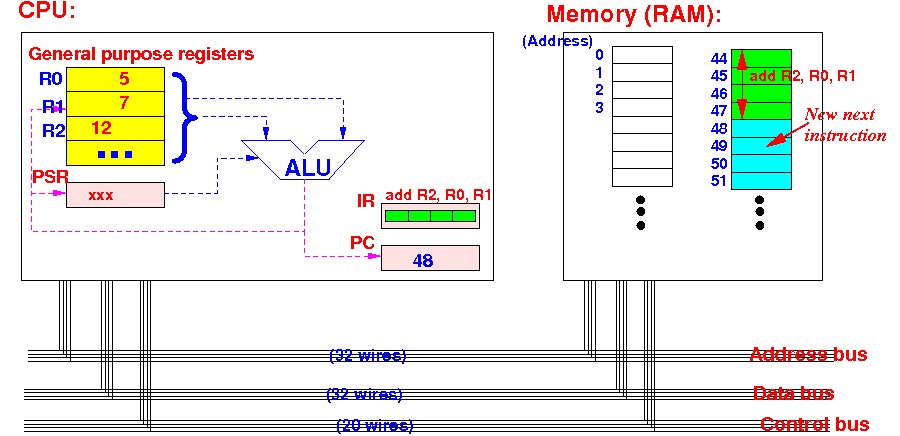 CPU:
Memory (RAM):
General purpose registers
(Address)
R0 5
R1 7
R2 12
PSR
xxx
ALU
IR
add R2, R0, R1
PC
48
0
1
2
3
44
45
46
47
48
49
50
51
add R2, R0, R1
New next
instruction
(32 wires)
Address bus
(32 wires)
Data bus
(20 wires)
Control bus